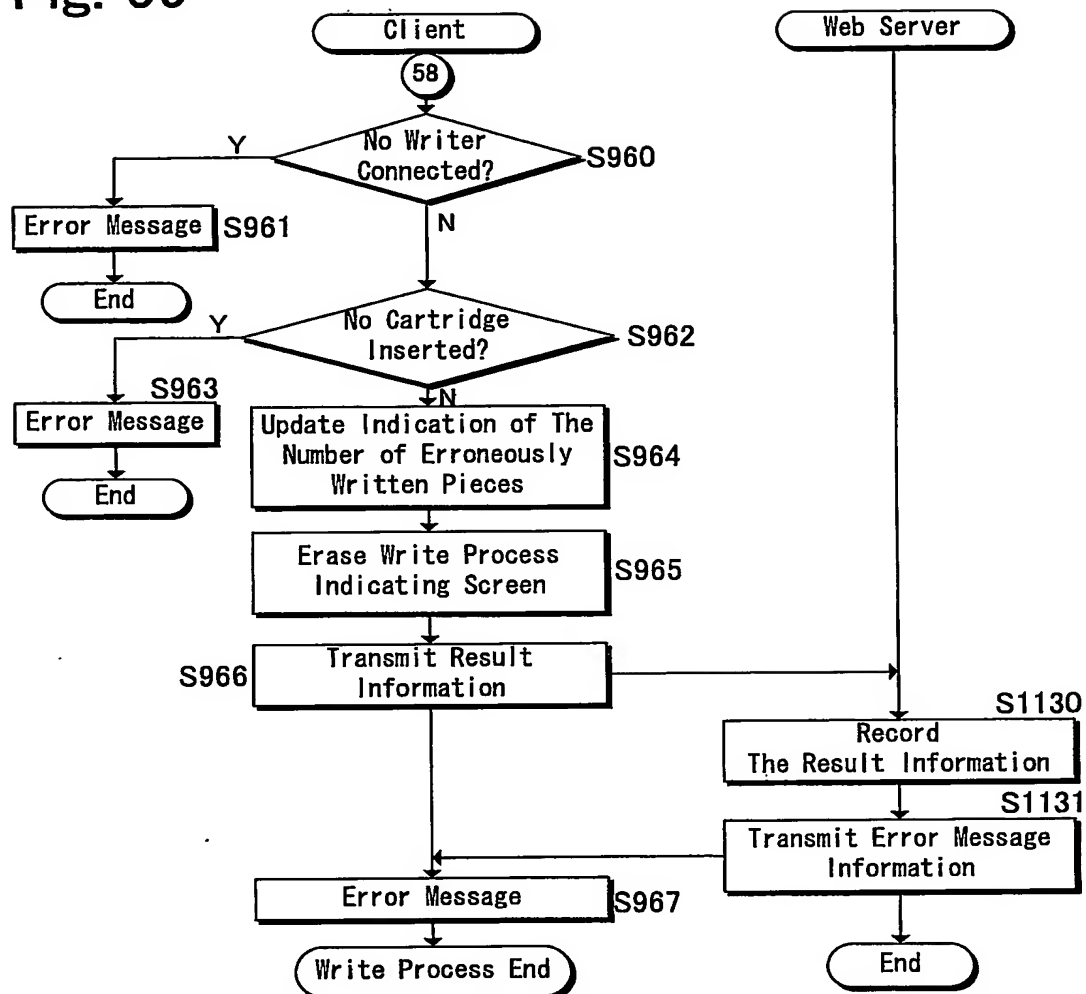 Client
Web Server
58
Y
No Writer
Connected?
S960
Error Message
S961
N
End
Y
No Cartridge
Inserted?
S962
S963
N
Error Message
Update Indication of The
Number of Erroneously
Written Pieces
S964
End
Erase Write Process
Indicating Screen
S965
S966
Transmit Result
Information
S1130
Record
The Result Information
S1131
Transmit Error Message
Information
Error Message
S967
Write Process End
End